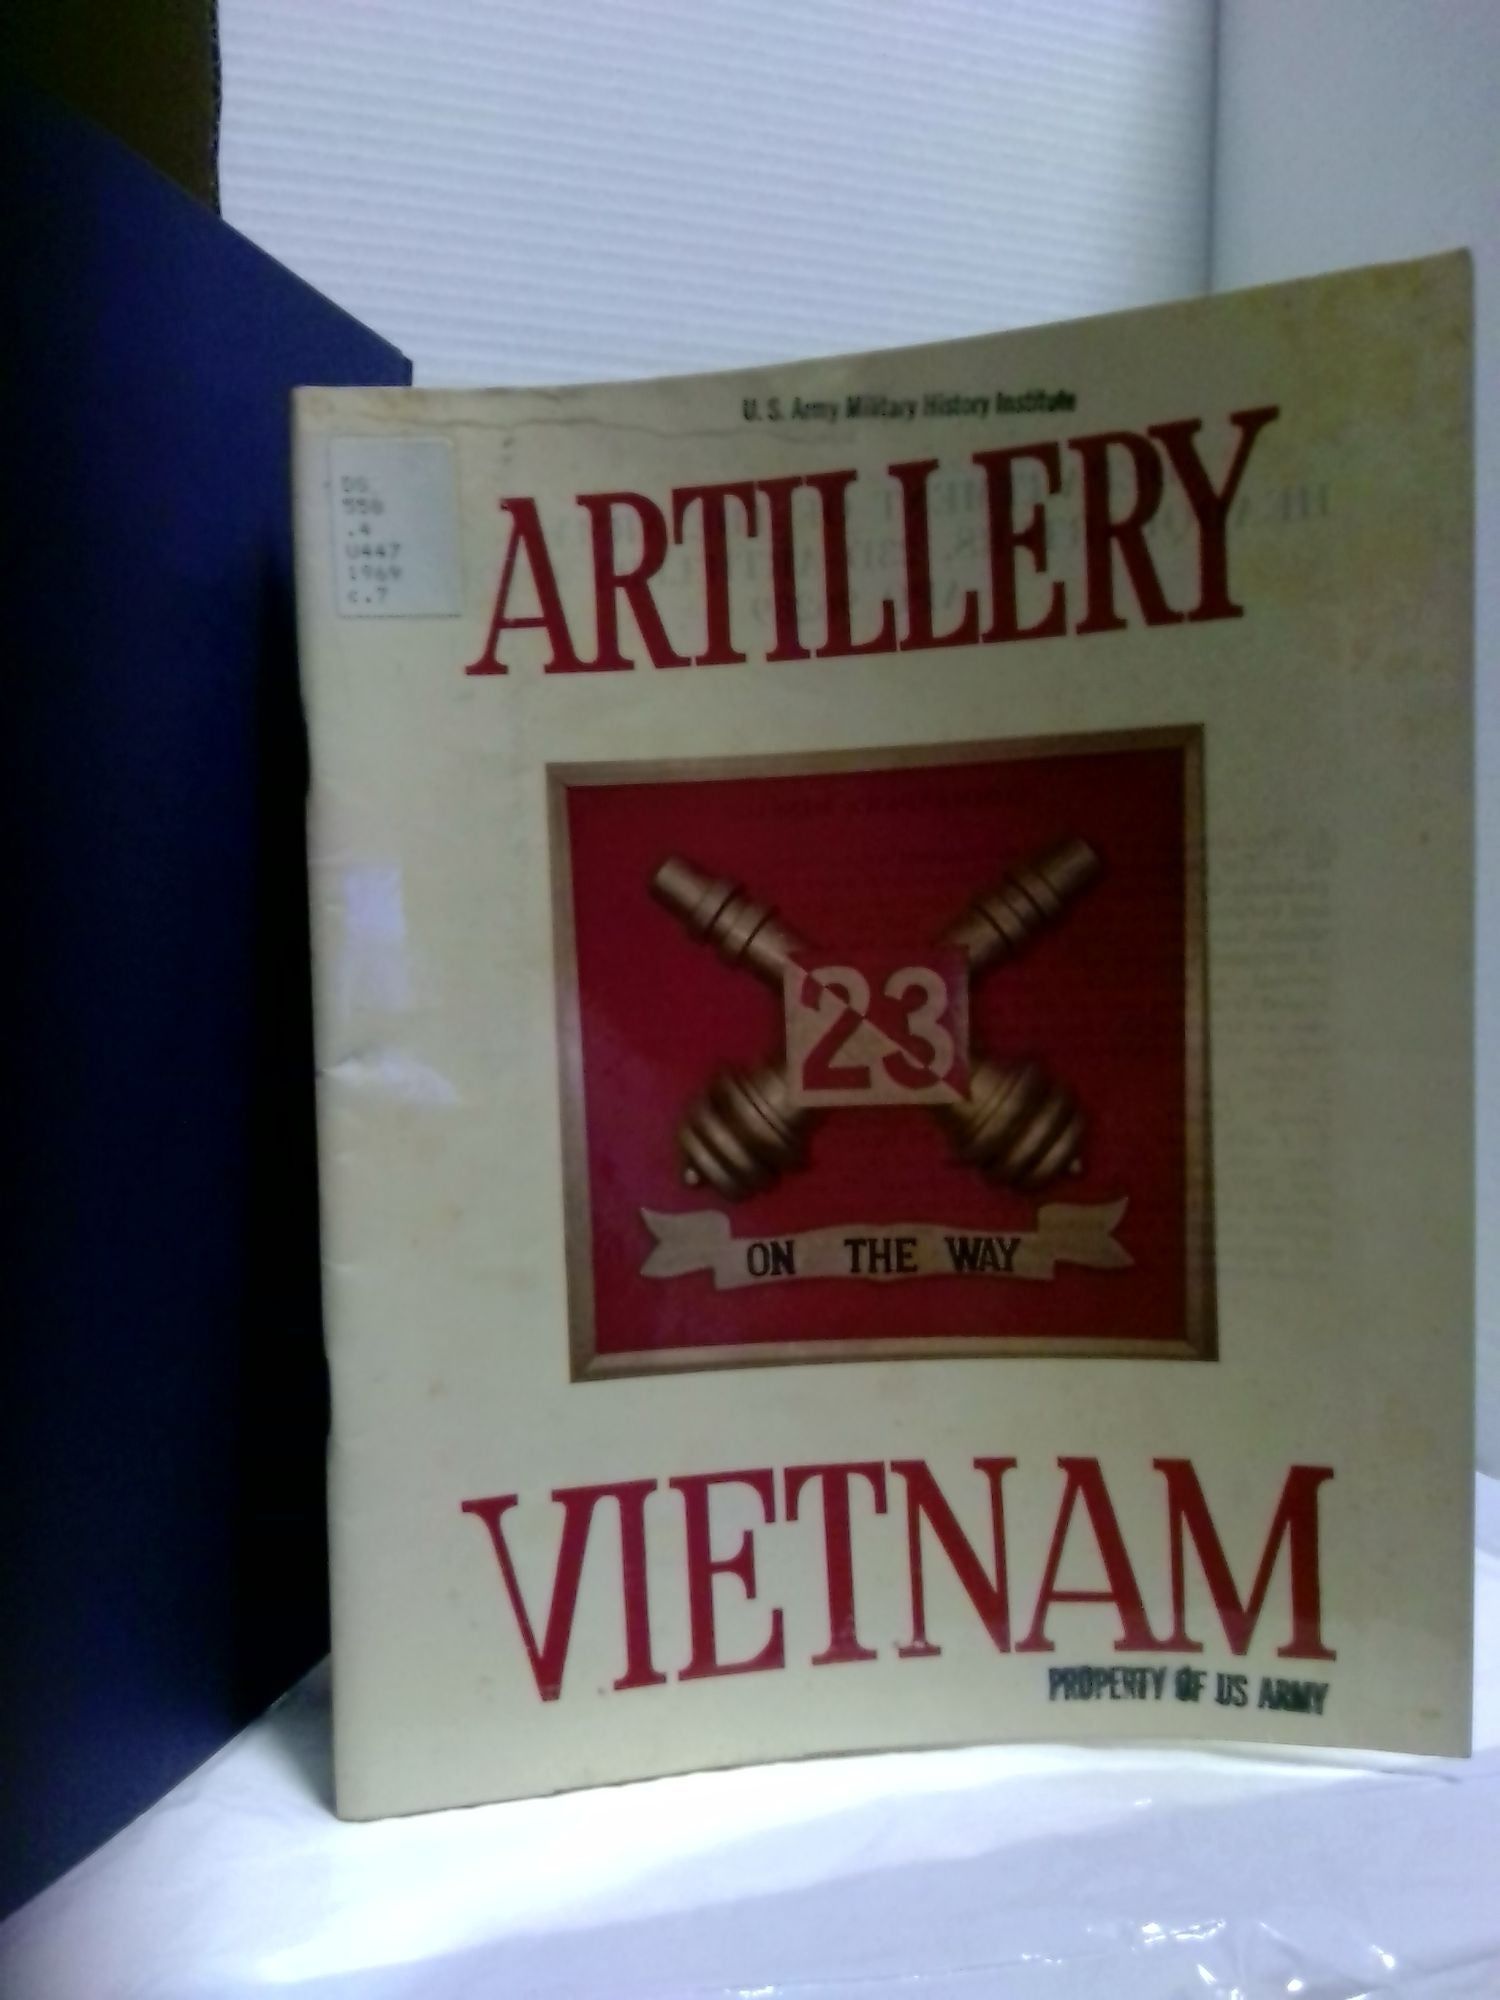 U. S. Army Military History Institute
DS
558
.4
U447
1969
c.7
ARTILLERY
23
ON THE WAY
VIETNAM
PROPERTY OF US ARMY